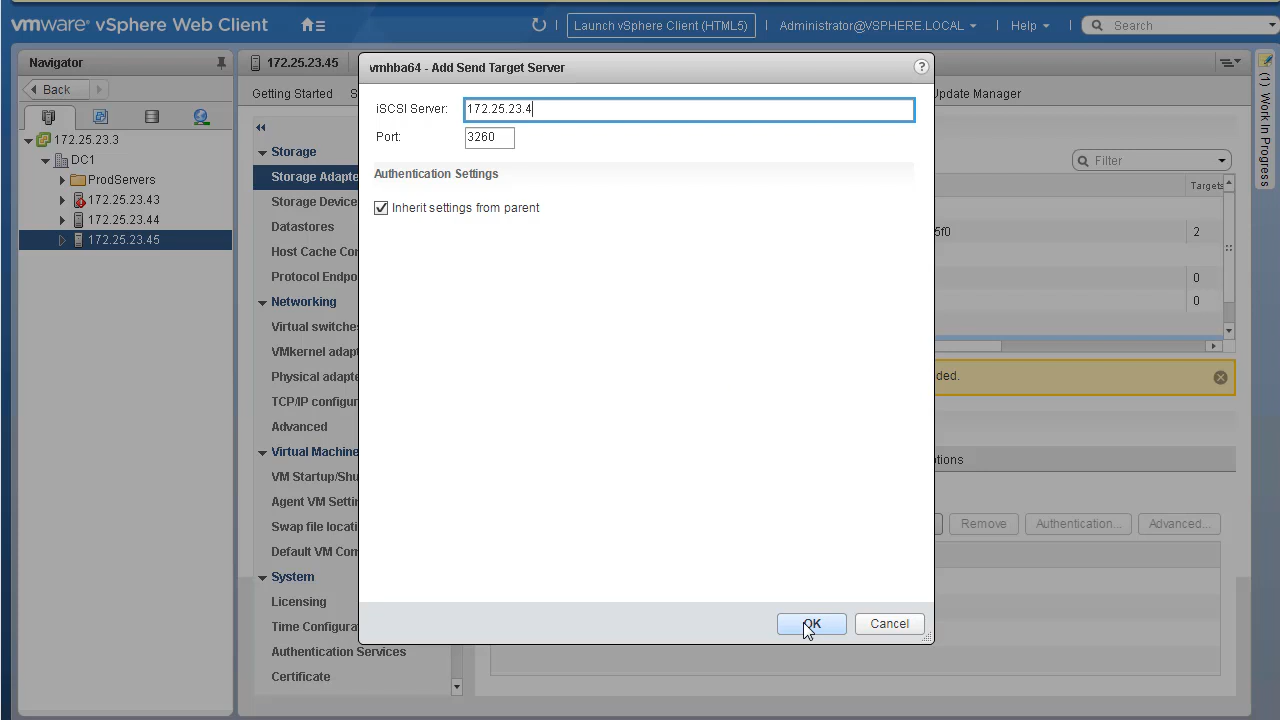 vmware® vSphere Web Client
Launch vSphere Client (HTML5)
Administrator@VSPHERE.LOCAL
Help
Search
Navigator
Back
172.25.23.3
DC1
ProdServers
172.25.23.43
172.25.23.44
172.25.23.45
172.25.23.45
Getting Started
S
Update Manager
Storage
Storage Adapte
Storage Device
Datastores
Host Cache Con
Protocol Endpo
Networking
Virtual switches
VMkernel adapt
Physical adapte
TCP/IP configur
Advanced
Virtual Machine
VM Startup/Shu
Agent VM Settin
Swap file locati
Default VM Com
System
Licensing
Time Configura
Authentication Services
Certificate
vmhba64 - Add Send Target Server
?
iSCSI Server:
172.25.23.4
Port:
3260
Authentication Settings
Inherit settings from parent
OK
Cancel
Filter
Targets
5f0
2
0
0
ded.
tions
Remove
Authentication...
Advanced...
(1) Work In Progress